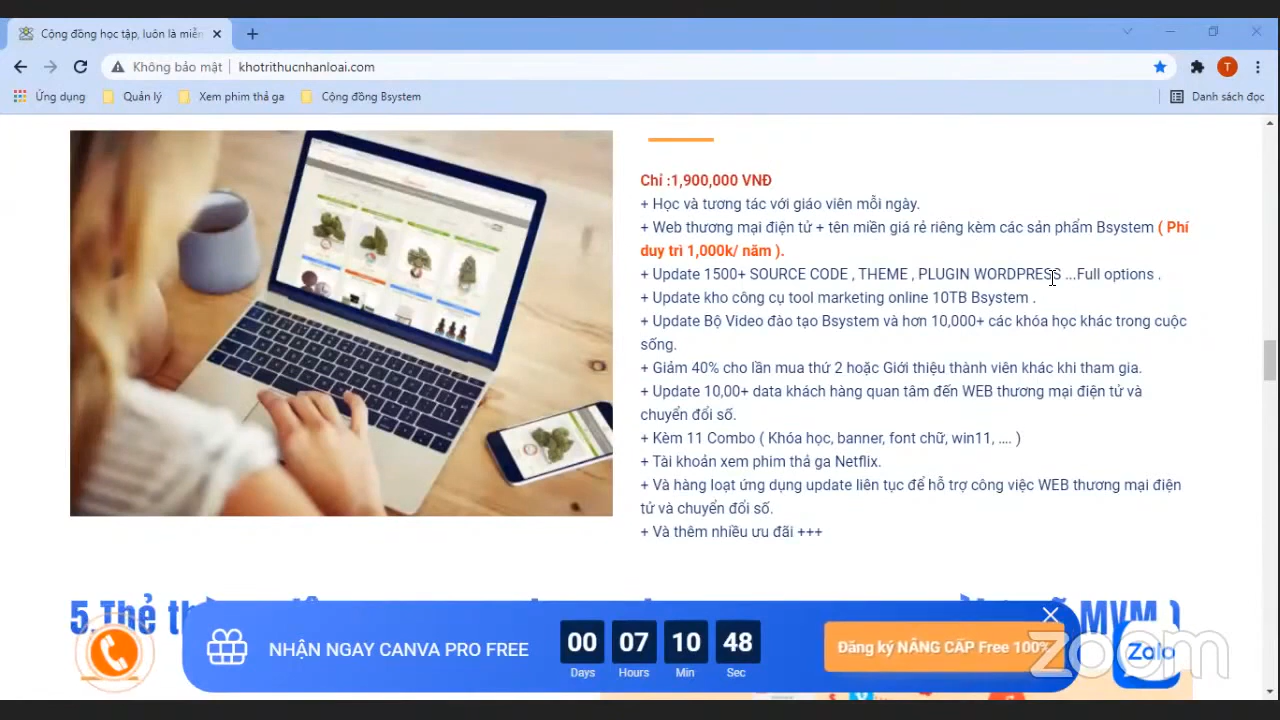 Cộng đồng học tập, luôn là miễn
Không bảo mật
khotrithucnhanloai.com
T
Ứng dụng
Quản lý
Xem phim thả ga
Cộng đồng Bsystem
Danh sách đọc
Chỉ :1,900,000 VNĐ
+ Học và tương tác với giáo viên mỗi ngày.
+ Web thương mại điện tử + tên miền giá rẻ riêng kèm các sản phẩm Bsystem ( Phí
duy trì 1,000k/ năm ).
+ Update 1500+ SOURCE CODE , THEME , PLUGIN WORDPRESS ...Full options .
+ Update kho công cụ tool marketing online 10TB Bsystem .
+ Update Bộ Video đào tạo Bsystem và hơn 10,000+ các khóa học khác trong cuộc
sống.
+ Giảm 40% cho lần mua thứ 2 hoặc Giới thiệu thành viên khác khi tham gia.
+ Update 10,00+ data khách hàng quan tâm đến WEB thương mại điện tử và
chuyển đổi số.
+ Kèm 11 Combo ( Khóa học, banner, font chữ, win11, .... )
+ Tài khoản xem phim thả ga Netflix.
+ Và hàng loạt ứng dụng update liên tục để hỗ trợ công việc WEB thương mại điện
tử và chuyển đổi số.
+ Và thêm nhiều ưu đãi +++
5.Thẻ MVM )
NHẬN NGAY CANVA PRO FREE
00 07 10 48
Days Hours Min Sec
Đăng ký NÂNG CẤP Free 100%
zoom
Zalo